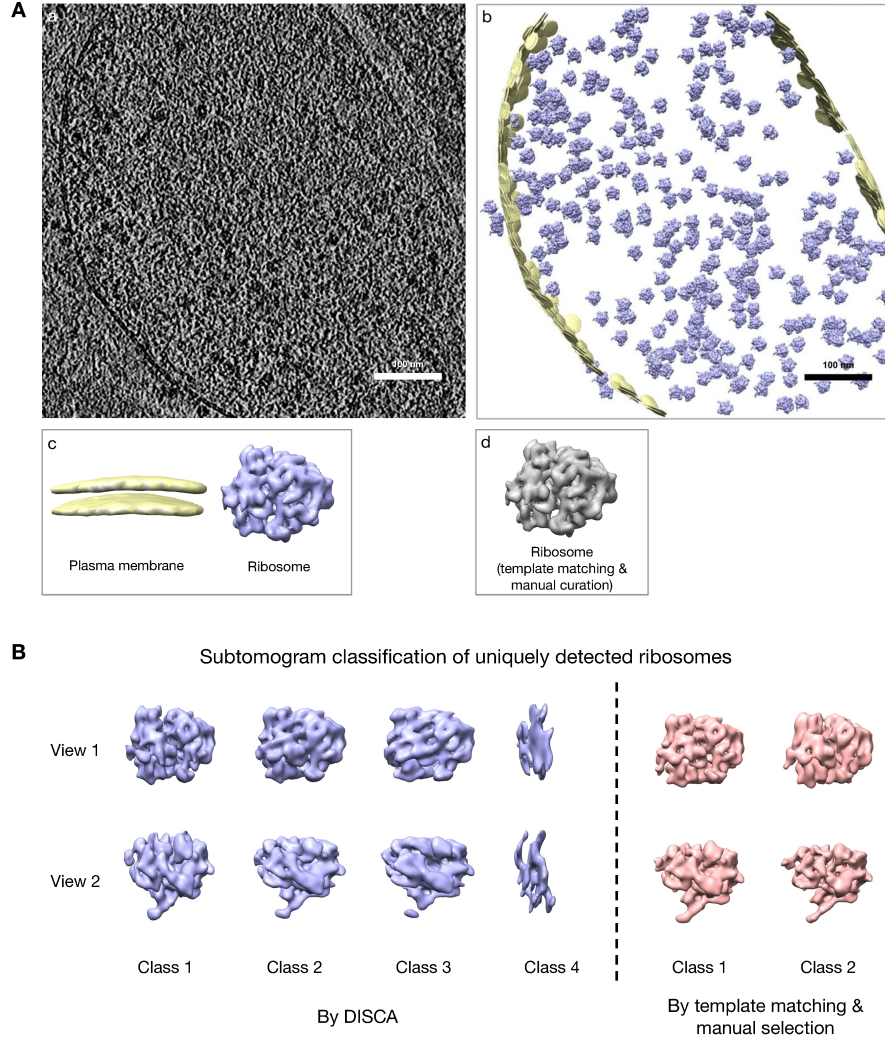 A
a
b
100 nm
100 nm
c
d
Plasma membrane
Ribosome
Ribosome
(template matching &
manual curation)
B
Subtomogram classification of uniquely detected ribosomes
View 1
View 2
Class 1
Class 2
Class 3
Class 4
Class 1
Class 2
By DISCA
By template matching &
manual selection